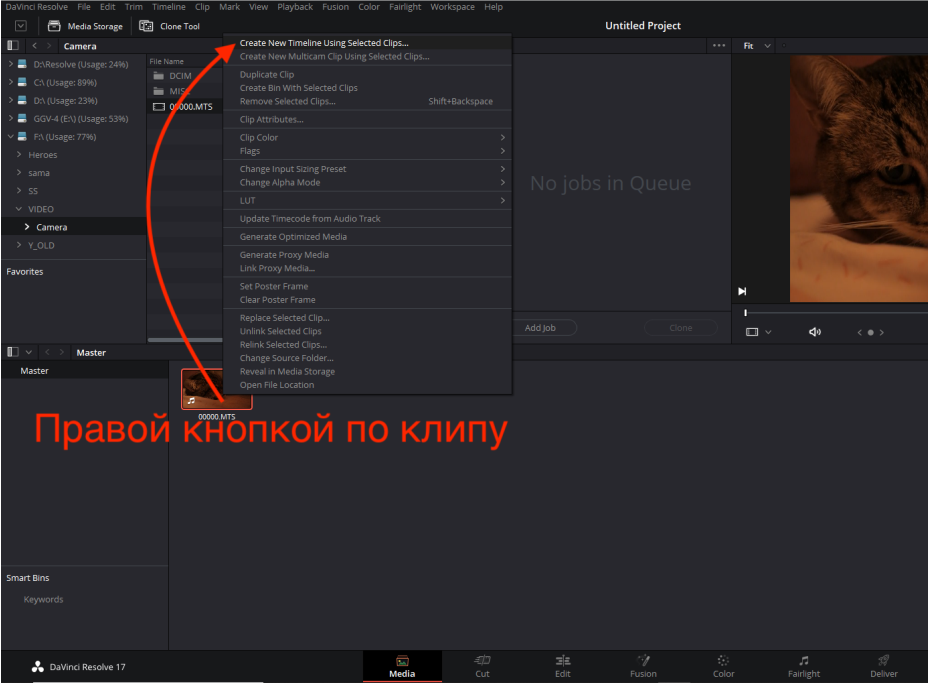 DaVinci Resolve File Edit Trim Timeline Clip Mark View Playback Fusion Color Fairlight Workspace Help
Media Storage Clone Tool Untitled Project
Camera Fit
D:\Resolve (Usage: 24%)
C:\ (Usage: 89%)
D:\ (Usage: 23%)
GGV-4 (E:\) (Usage: 53%)
F:\ (Usage: 77%)
Heroes
sama
SS
VIDEO
Camera
Y_OLD
Favorites
File Name
DCIM
00000.MTS
Create New Timeline Using Selected Clips...
Create New Multicam Clip Using Selected Clips...
Duplicate Clip
Create Bin With Selected Clips
Remove Selected Clips... Shift+Backspace
Clip Attributes...
Clip Color
Flags
Change Input Sizing Preset
Change Alpha Mode
LUT
Update Timecode from Audio Track
Generate Optimized Media
Generate Proxy Media
Link Proxy Media...
Set Poster Frame
Clear Poster Frame
Replace Selected Clip...
Unlink Selected Clips
Relink Selected Clips...
Change Source Folder...
Reveal in Media Storage
Open File Location
No jobs in Queue
Add Job Clone
Master
Master
00000.MTS
Правой кнопкой по клипу
Smart Bins
Keywords
DaVinci Resolve 17
Media Cut Edit Fusion Color Fairlight Deliver